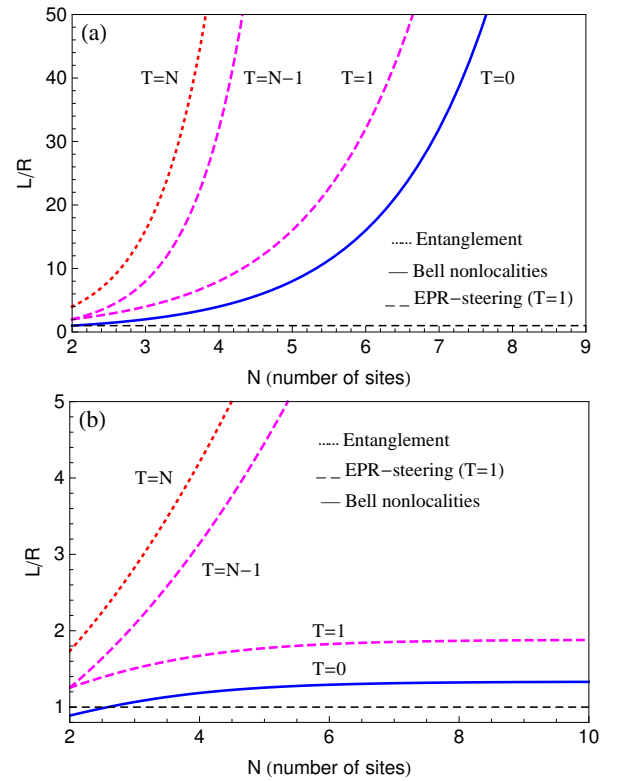 (a)
50
40
30
20
10
0
L/R
T=N
T=N−1
T=1
T=0
...... Entanglement
— Bell nonlocalities
– – EPR−steering (T=1)
2 3 4 5 6 7 8 9
N (number of sites)
(b)
5
4
3
2
1
L/R
...... Entanglement
– – EPR−steering (T=1)
— Bell nonlocalities
T=N
T=N−1
T=1
T=0
2 4 6 8 10
N (number of sites)